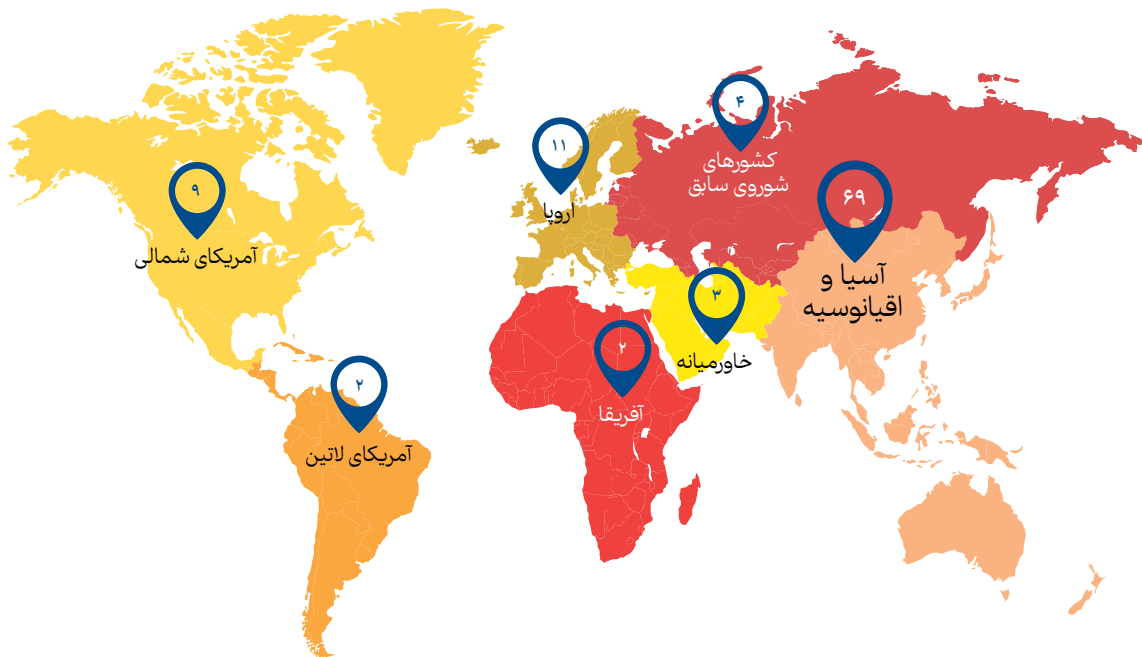 ۴
کشورهای
شوروی سابق
۱۱
اروپا
۹
آمریکای شمالی
۶۹
آسیا و
اقیانوسیه
۳
خاورمیانه
۲
آفریقا
۲
آمریکای لاتین